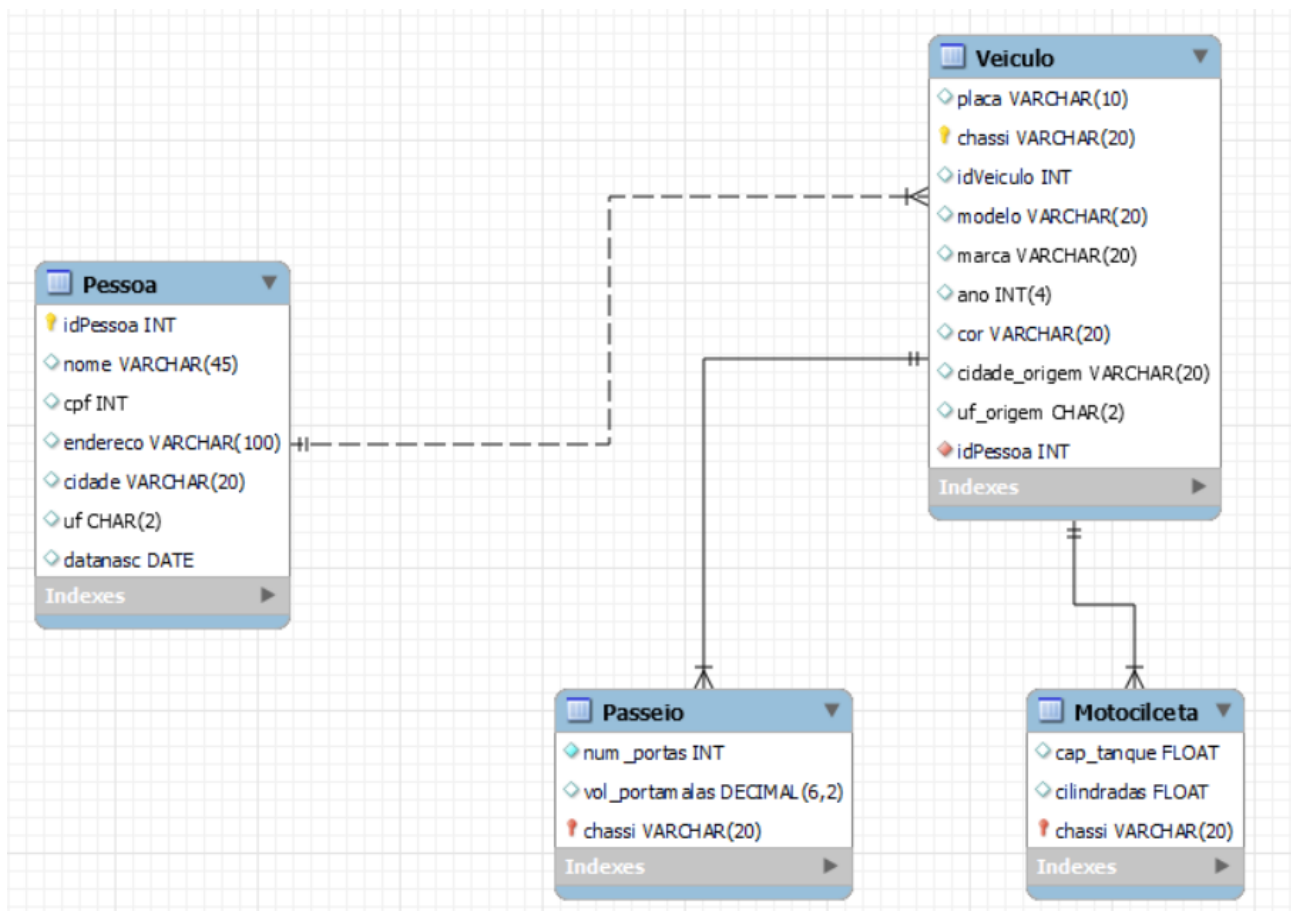 Veiculo
placa VARCHAR(10)
chassi VARCHAR(20)
idVeiculo INT
modelo VARCHAR(20)
marca VARCHAR(20)
ano INT(4)
cor VARCHAR(20)
cidade_origem VARCHAR(20)
uf_origem CHAR(2)
idPessoa INT
Indexes
Pessoa
idPessoa INT
nome VARCHAR(45)
cpf INT
endereco VARCHAR(100)
cidade VARCHAR(20)
uf CHAR(2)
datanasc DATE
Indexes
Passeio
num_portas INT
vol_portamalas DECIMAL(6,2)
chassi VARCHAR(20)
Indexes
Motocilceta
cap_tanque FLOAT
cilindradas FLOAT
chassi VARCHAR(20)
Indexes